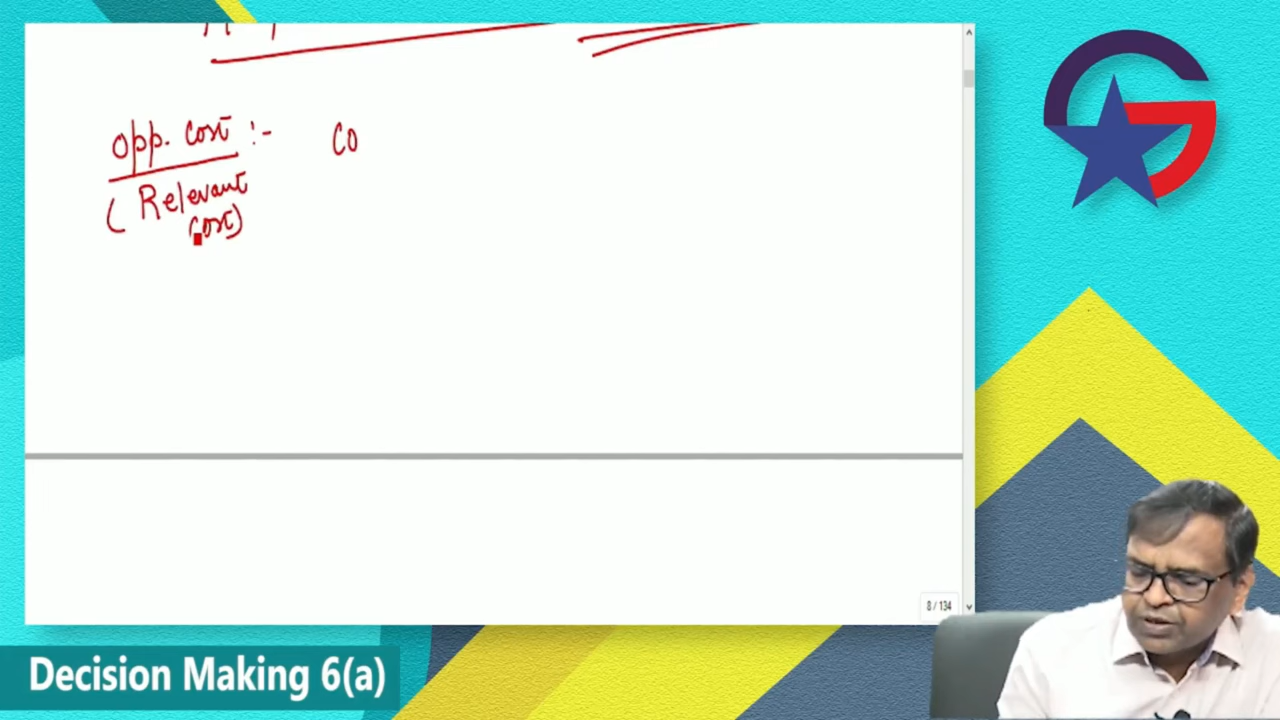 opp. Cost :- Co
( Relevant
cost)
8 / 134
Decision Making 6(a)